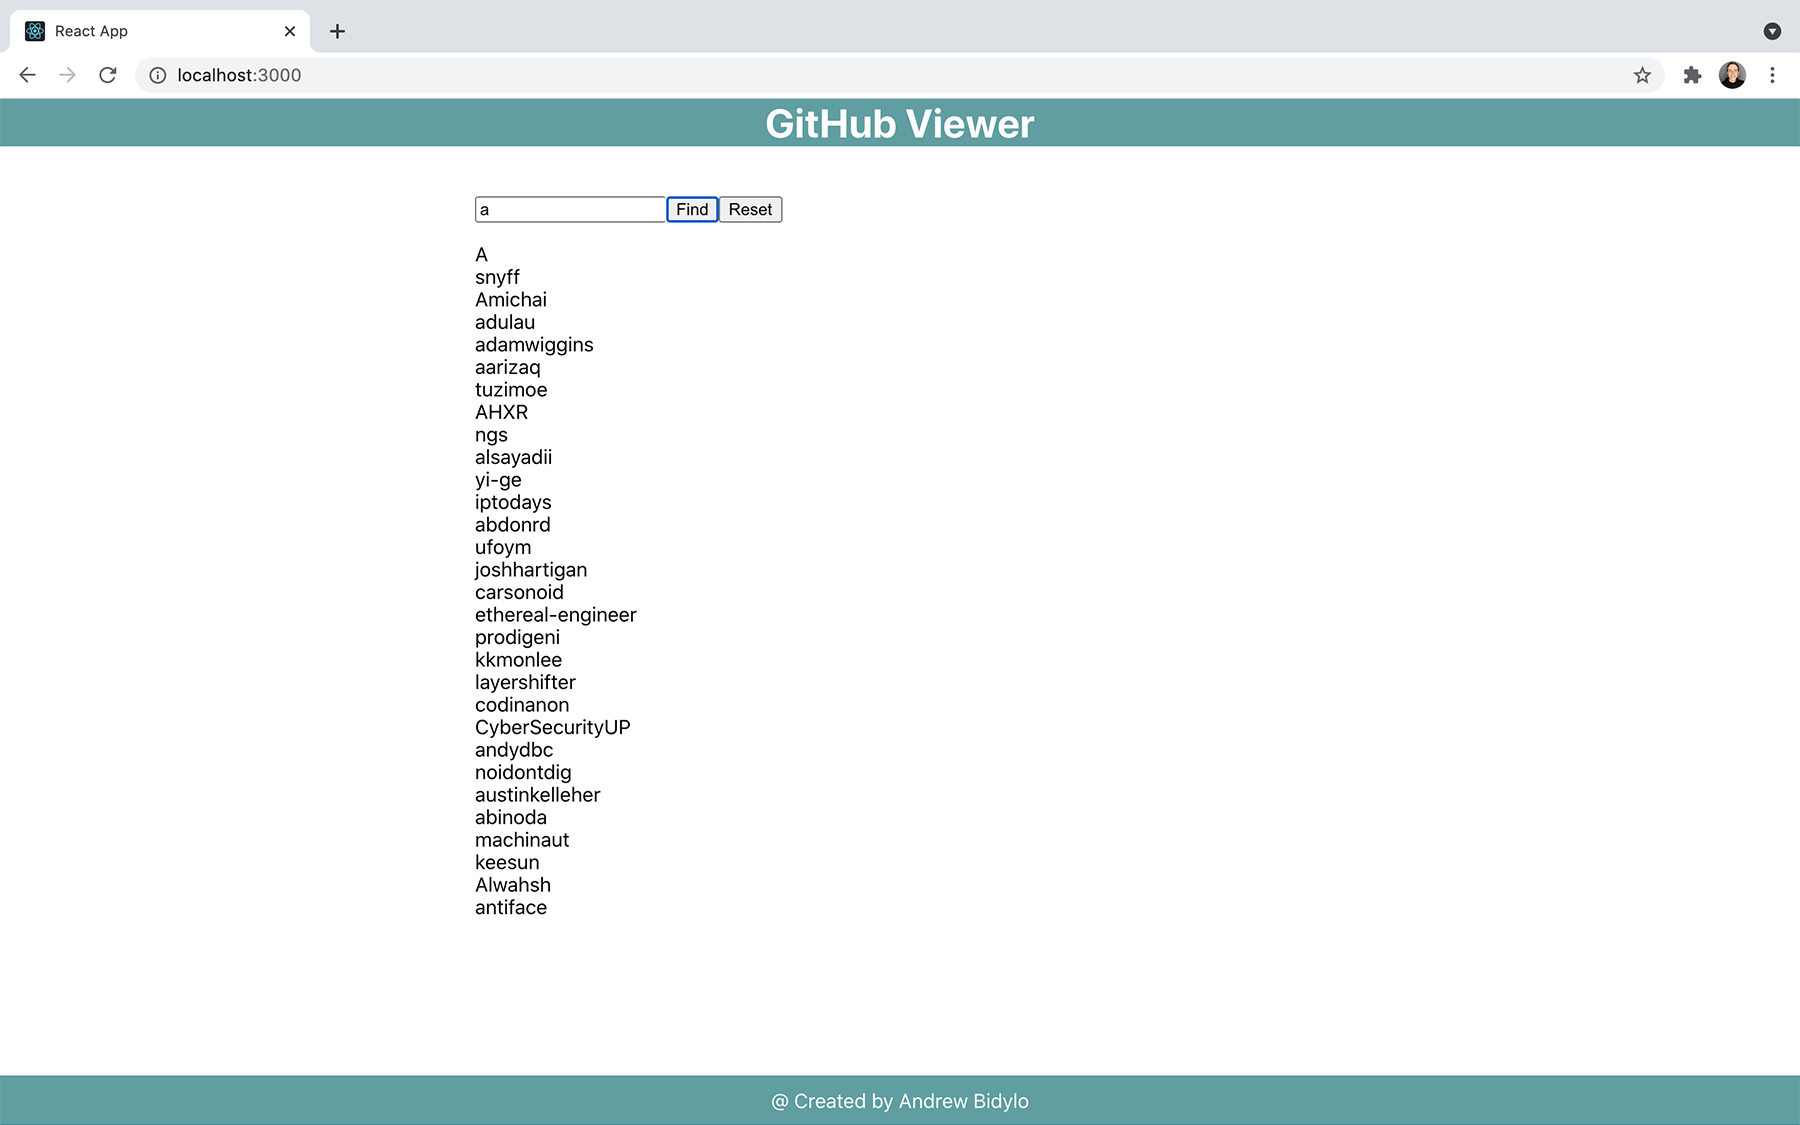 React App
localhost:3000
GitHub Viewer
a Find Reset
A
snyff
Amichai
adulau
adamwiggins
aarizaq
tuzimoe
AHXR
ngs
alsayadii
yi-ge
iptodays
abdonrd
ufoym
joshhartigan
carsonoid
ethereal-engineer
prodigeni
kkmonlee
layershifter
codinanon
CyberSecurityUP
andydbc
noidontdig
austinkelleher
abinoda
machinaut
keesun
Alwahsh
antiface
@ Created by Andrew Bidylo